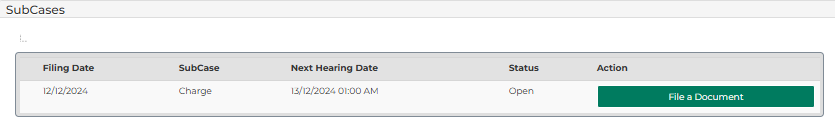 SubCases
Filing Date SubCase Next Hearing Date Status Action
12/12/2024 Charge 13/12/2024 01:00 AM Open File a Document